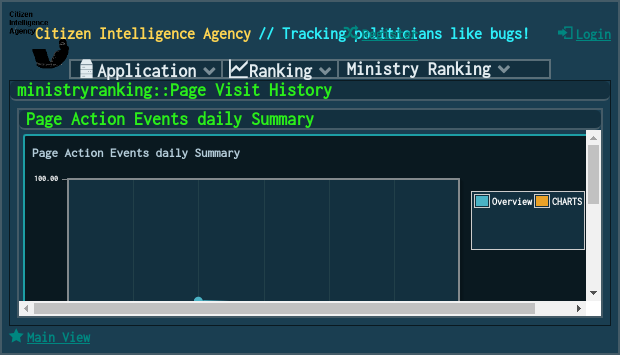 Citizen
Intelligence
Agency
Citizen Intelligence Agency // Tracking politicians like bugs!
Register
Login
Application
Ranking
Ministry Ranking
ministryranking::Page Visit History
Page Action Events daily Summary
Page Action Events daily Summary
100.00
Overview
CHARTS
Main View